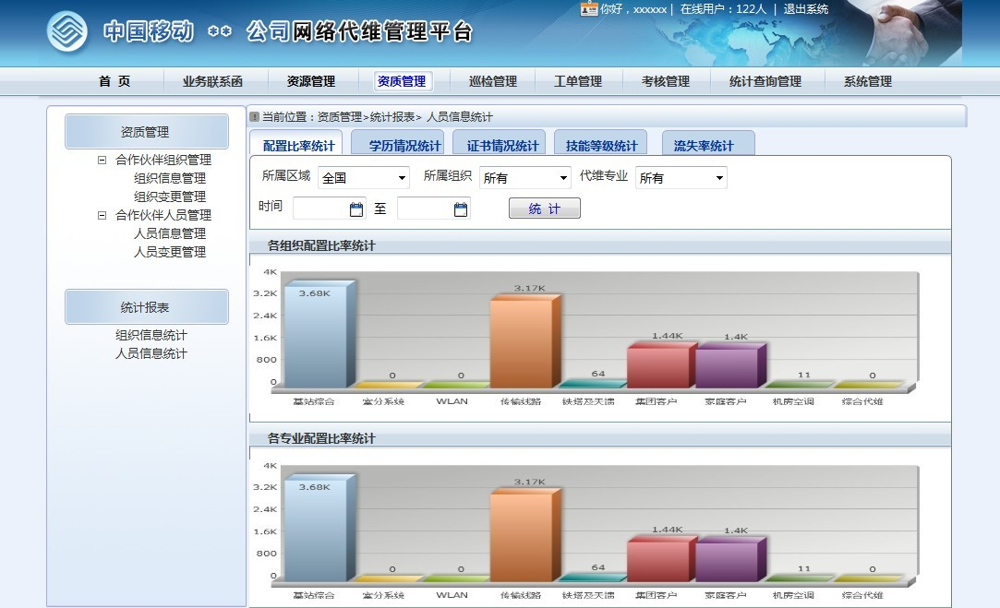 你好，xxxxxx | 在线用户：122人 | 退出系统
中国移动 ** 公司网络代维管理平台
首 页 业务联系函 资源管理 资质管理 巡检管理 工单管理 考核管理 统计查询管理 系统管理
资质管理
合作伙伴组织管理
组织信息管理
组织变更管理
合作伙伴人员管理
人员信息管理
人员变更管理
统计报表
组织信息统计
人员信息统计
当前位置：资质管理>统计报表> 人员信息统计
配置比率统计 学历情况统计 证书情况统计 技能等级统计 流失率统计
所属区域 全国 所属组织 所有 代维专业 所有
时间 至 统 计
各组织配置比率统计
4K
3.2K
2.4K
1.6K
800
0
3.68K 0 0 3.17K 64 1.44K 1.4K 11 0
基站综合 室分系统 WLAN 传输线路 铁塔及天馈 集团客户 家庭客户 机房空调 综合代维
各专业配置比率统计
4K
3.2K
2.4K
1.6K
800
0
3.68K 0 0 3.17K 64 1.44K 1.4K 11 0
基站综合 室分系统 WLAN 传输线路 铁塔及天馈 集团客户 家庭客户 机房空调 综合代维